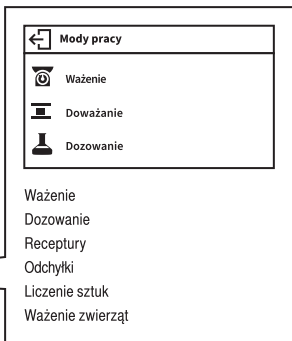 Mody pracy
Ważenie
Doważanie
Dozowanie
Ważenie
Dozowanie
Receptury
Odchyłki
Liczenie sztuk
Ważenie zwierząt